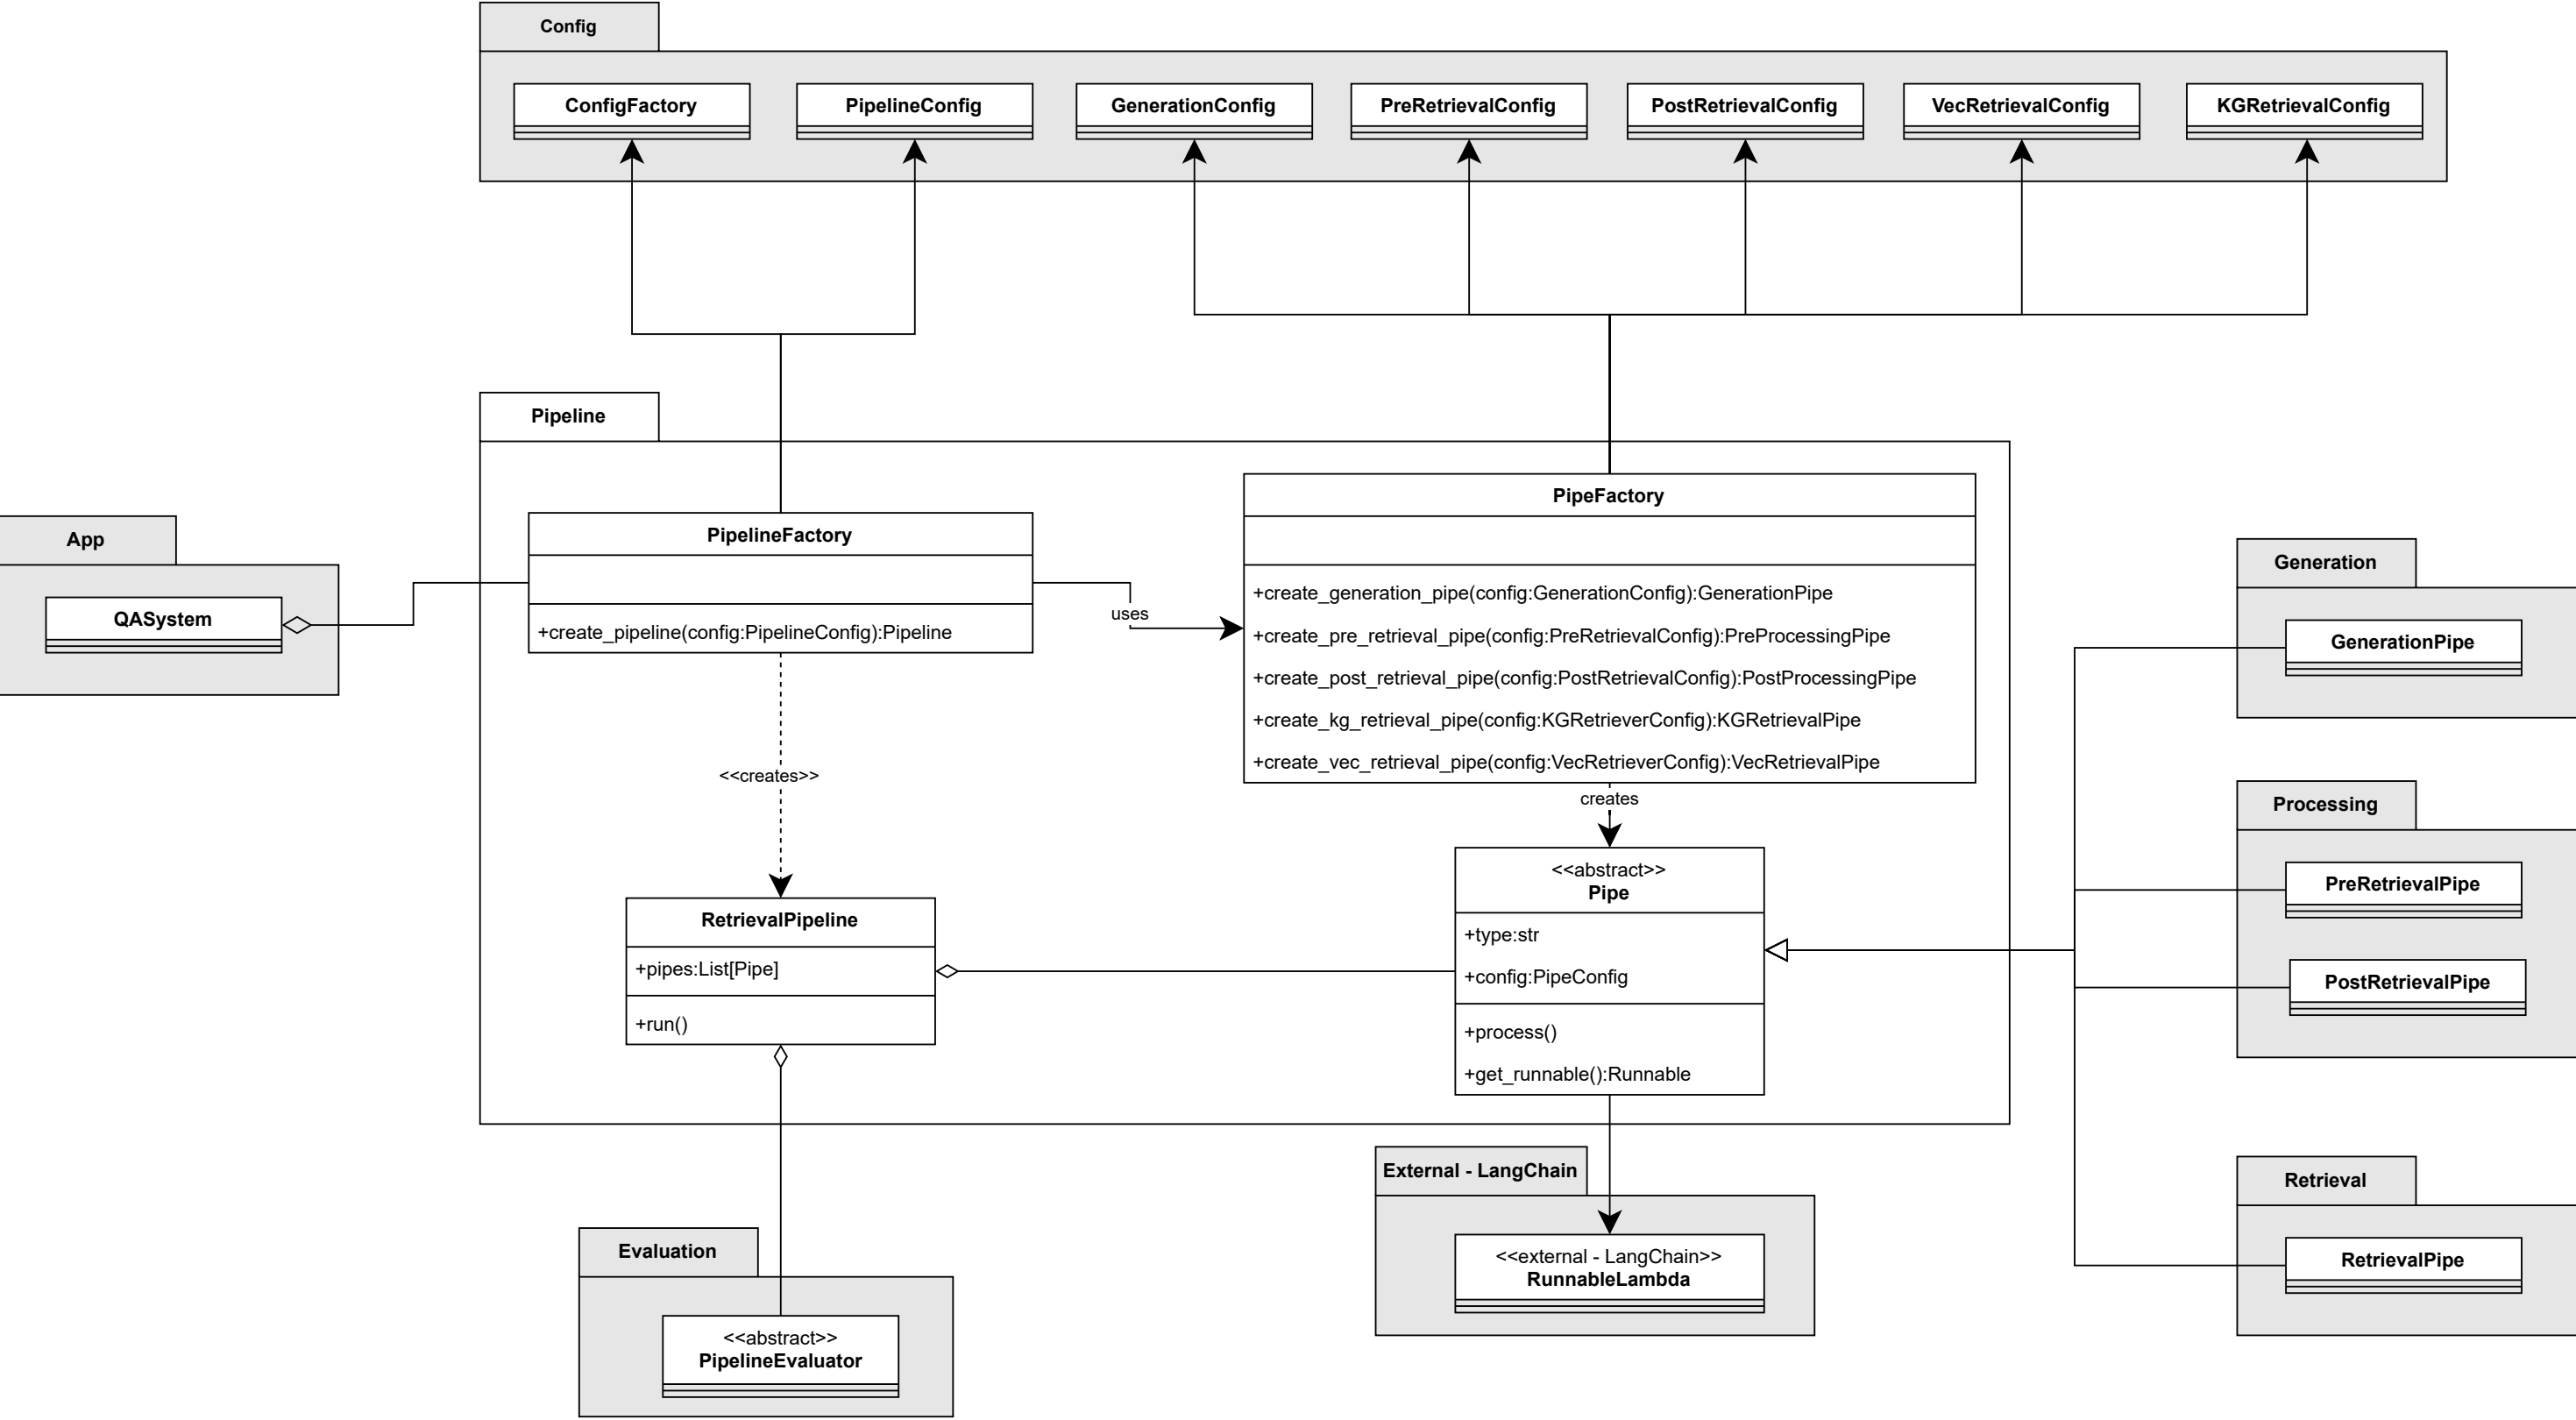 Config
ConfigFactory
PipelineConfig
GenerationConfig
PreRetrievalConfig
PostRetrievalConfig
VecRetrievalConfig
KGRetrievalConfig
Pipeline
App
QASystem
PipelineFactory
+create_pipeline(config:PipelineConfig):Pipeline
uses
PipeFactory
+create_generation_pipe(config:GenerationConfig):GenerationPipe
+create_pre_retrieval_pipe(config:PreRetrievalConfig):PreProcessingPipe
+create_post_retrieval_pipe(config:PostRetrievalConfig):PostProcessingPipe
+create_kg_retrieval_pipe(config:KGRetrieverConfig):KGRetrievalPipe
+create_vec_retrieval_pipe(config:VecRetrieverConfig):VecRetrievalPipe
<<creates>>
creates
RetrievalPipeline
+pipes:List[Pipe]
+run()
<<abstract>>
Pipe
+type:str
+config:PipeConfig
+process()
+get_runnable():Runnable
Generation
GenerationPipe
Processing
PreRetrievalPipe
PostRetrievalPipe
Retrieval
RetrievalPipe
External - LangChain
<<external - LangChain>>
RunnableLambda
Evaluation
<<abstract>>
PipelineEvaluator